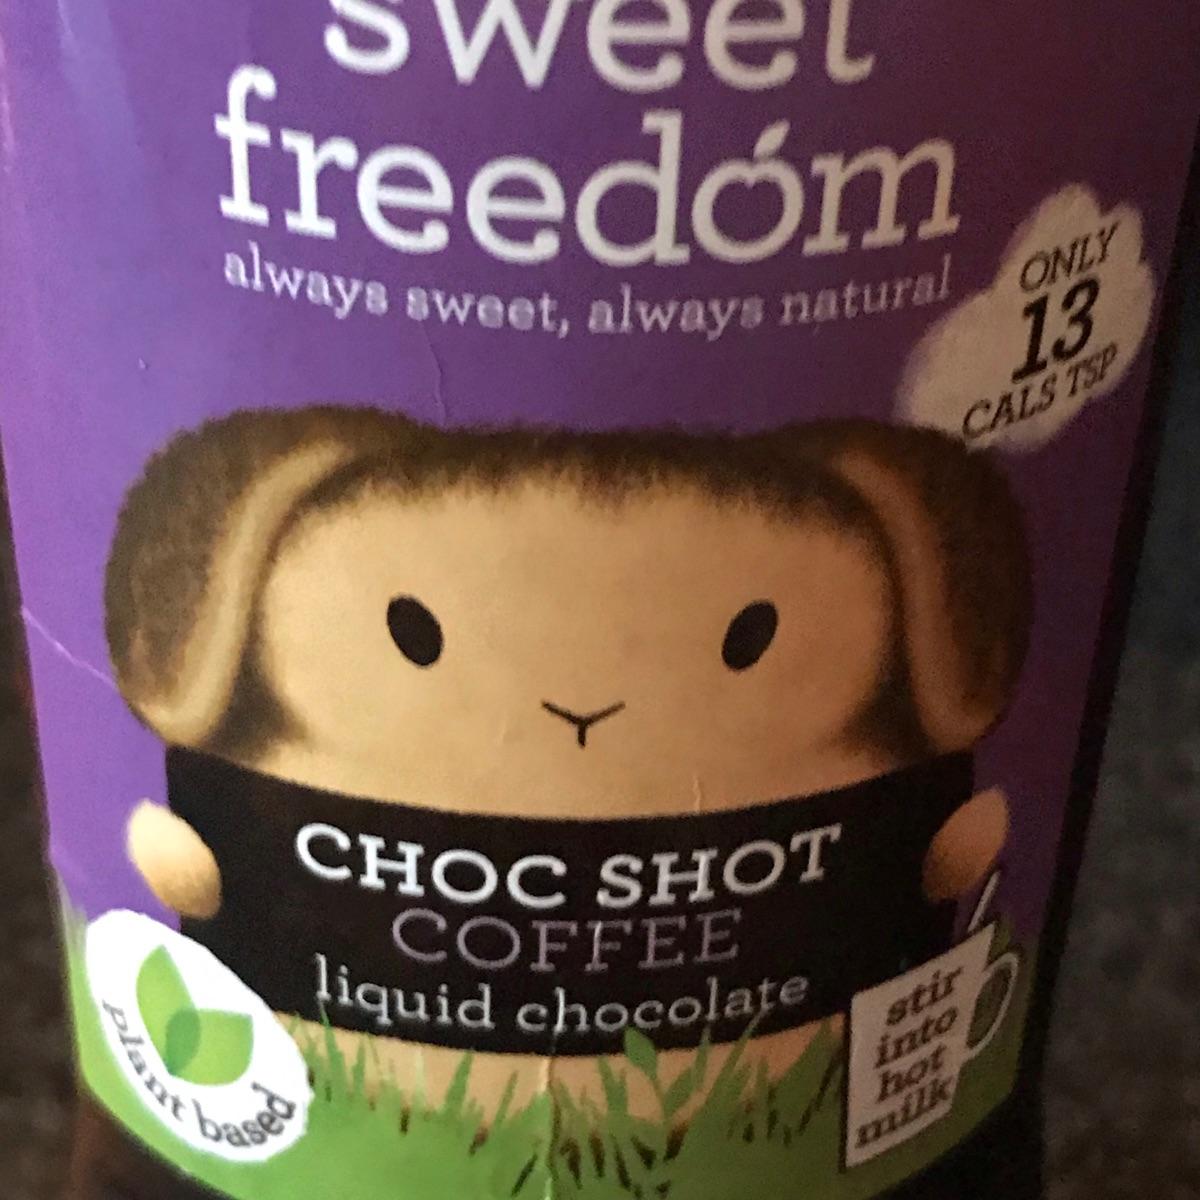 sweet
freedom
always sweet, always natural
ONLY
13
CALS TSP
CHOC SHOT
COFFEE
liquid chocolate
plant based
stir
into
hot
milk